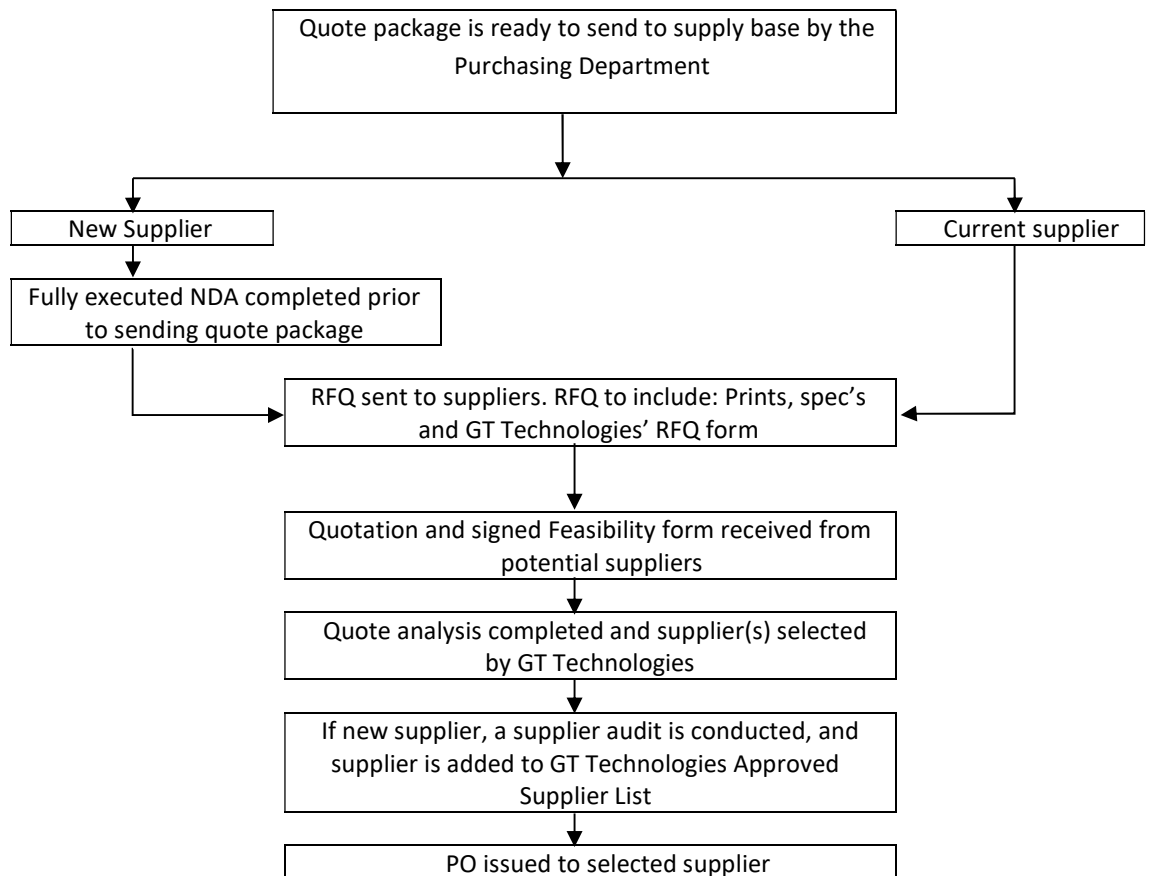 Quote package is ready to send to supply base by the
Purchasing Department
New Supplier
Current supplier
Fully executed NDA completed prior
to sending quote package
RFQ sent to suppliers. RFQ to include: Prints, spec’s
and GT Technologies’ RFQ form
Quotation and signed Feasibility form received from
potential suppliers
Quote analysis completed and supplier(s) selected
by GT Technologies
If new supplier, a supplier audit is conducted, and
supplier is added to GT Technologies Approved
Supplier List
PO issued to selected supplier